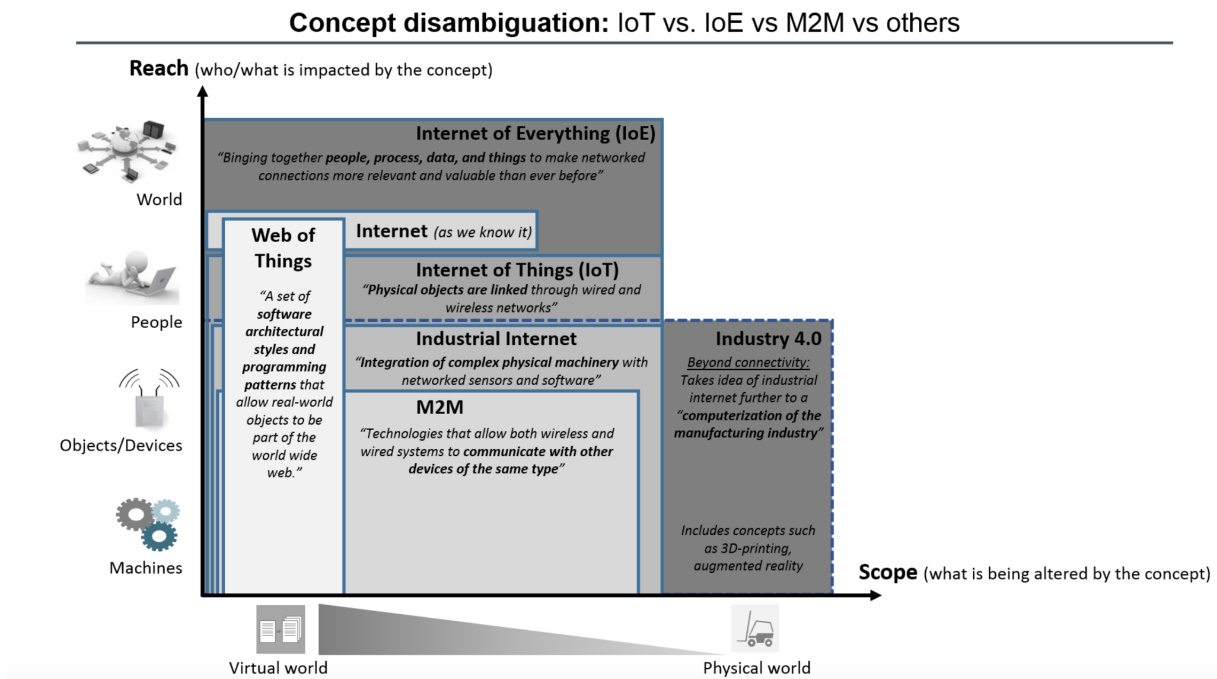 Concept disambiguation: IoT vs. IoE vs M2M vs others
Reach (who/what is impacted by the concept)
World
People
Objects/Devices
Machines
Internet of Everything (IoE)
“Binging together people, process, data, and things to make networked
connections more relevant and valuable than ever before”
Internet (as we know it)
Web of
Things
“A set of
software
architectural
styles and
programming
patterns that
allow real-world
objects to be
part of the
world wide
web.”
Internet of Things (IoT)
“Physical objects are linked through wired and
wireless networks”
Industrial Internet
“Integration of complex physical machinery with
networked sensors and software”
M2M
“Technologies that allow both wireless and
wired systems to communicate with other
devices of the same type”
Industry 4.0
Beyond connectivity:
Takes idea of industrial
internet further to a
“computerization of the
manufacturing industry”
Includes concepts such
as 3D-printing,
augmented reality
Scope (what is being altered by the concept)
Virtual world
Physical world